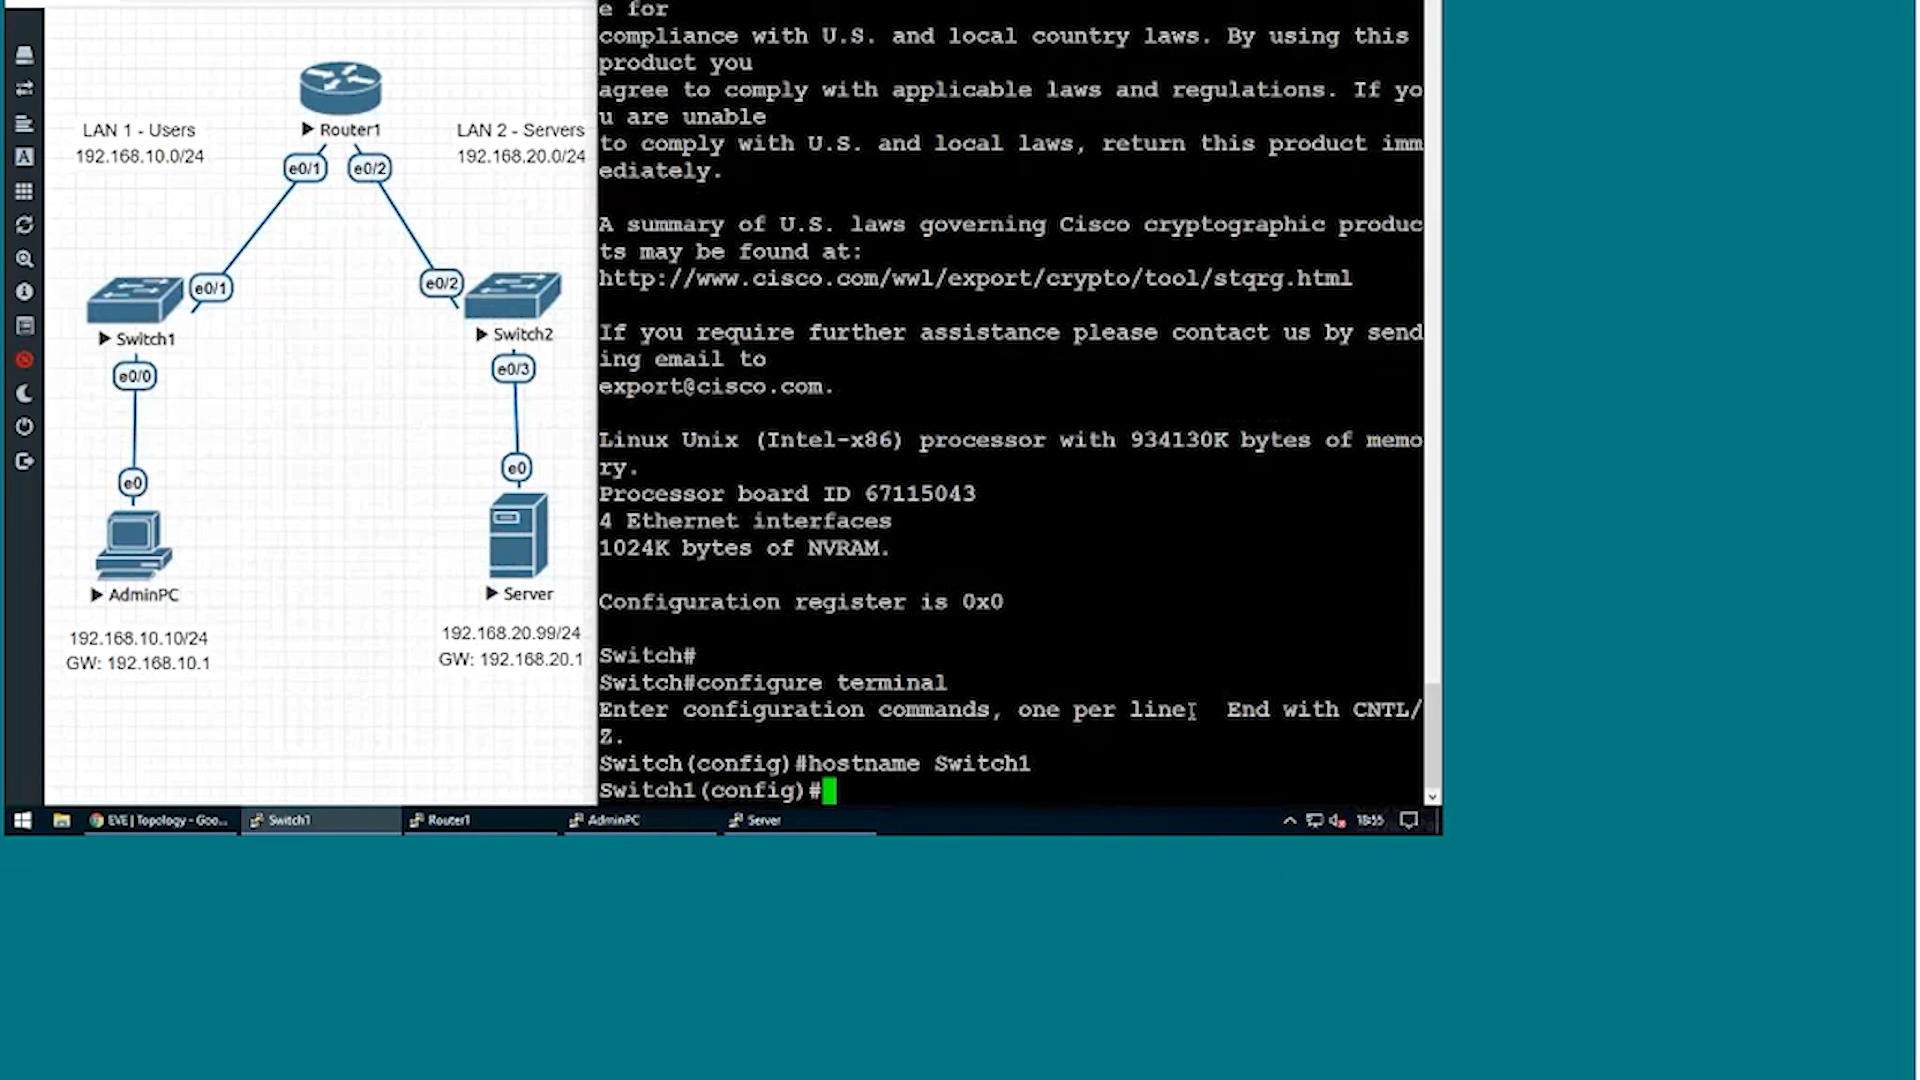 LAN 1 - Users
192.168.10.0/24
Router1
LAN 2 - Servers
192.168.20.0/24
e0/1
e0/2
e0/1
e0/2
Switch1
Switch2
e0/0
e0/3
e0
e0
AdminPC
Server
192.168.10.10/24
GW: 192.168.10.1
192.168.20.99/24
GW: 192.168.20.1
e for
compliance with U.S. and local country laws. By using this
product you
agree to comply with applicable laws and regulations. If yo
u are unable
to comply with U.S. and local laws, return this product imm
ediately.
A summary of U.S. laws governing Cisco cryptographic produc
ts may be found at:
http://www.cisco.com/wwl/export/crypto/tool/stqrg.html
If you require further assistance please contact us by send
ing email to
export@cisco.com.
Linux Unix (Intel-x86) processor with 934130K bytes of memo
ry.
Processor board ID 67115043
4 Ethernet interfaces
1024K bytes of NVRAM.
Configuration register is 0x0
Switch#
Switch#configure terminal
Enter configuration commands, one per line. End with CNTL/
Z.
Switch(config)#hostname Switch1
Switch1(config)#
EVE | Topology - Goo...
Switch1
Router1
AdminPC
Server
18:55